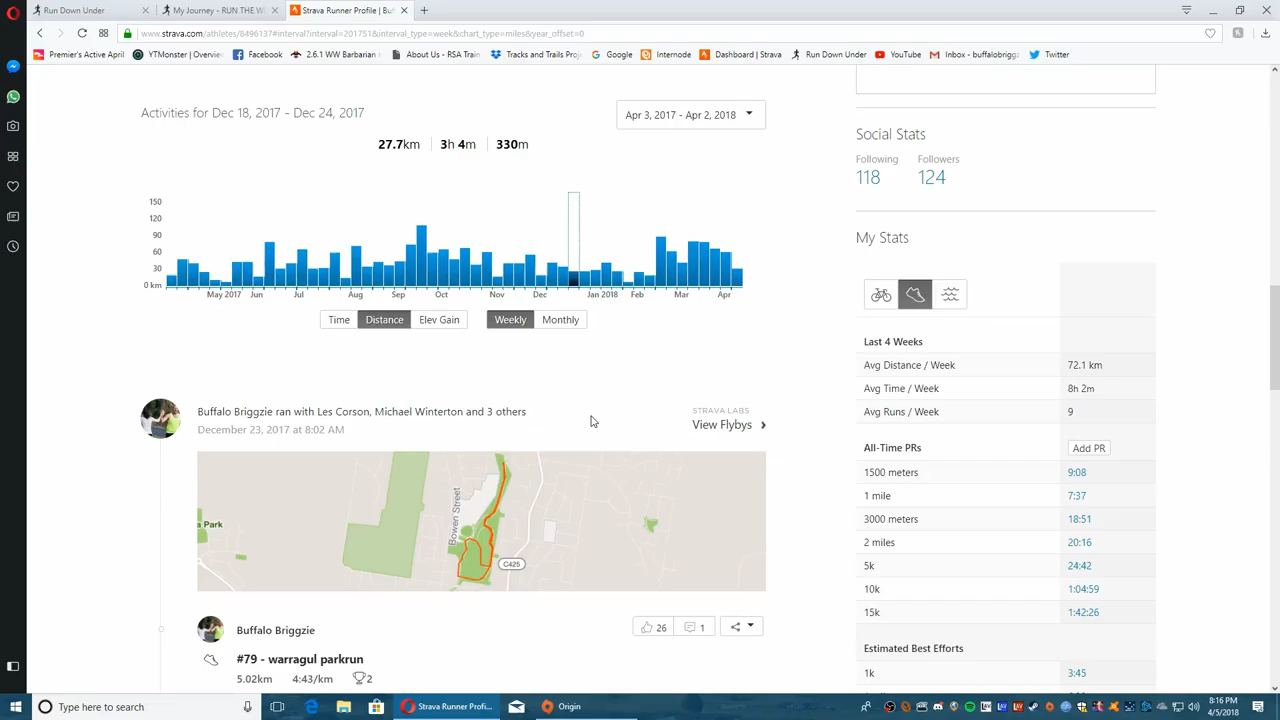 Run Down Under
My Journey - RUN THE W
Strava Runner Profile | Buf
www.strava.com/athletes/8496137#interval?interval=201751&interval_type=week&chart_type=miles&year_offset=0
Premier's Active April
YTMonster | Overview
Facebook
2.6.1 WW Barbarian
About Us - RSA Train
Tracks and Trails Proj
Google
Internode
Dashboard | Strava
Run Down Under
YouTube
Inbox - buffalobrigg
Twitter
Activities for Dec 18, 2017 - Dec 24, 2017
Apr 3, 2017 - Apr 2, 2018
27.7km
3h 4m
330m
150
120
90
60
30
0 km
May 2017 Jun Jul Aug Sep Oct Nov Dec Jan 2018 Feb Mar Apr
Time Distance Elev Gain Weekly Monthly
Buffalo Briggzie ran with Les Corson, Michael Winterton and 3 others
December 23, 2017 at 8:02 AM
STRAVA LABS
View Flybys
a Park
Bowen Street
C425
Buffalo Briggzie
26
1
#79 - warragul parkrun
5.02km 4:43/km 2
Social Stats
Following Followers
118 124
My Stats
Last 4 Weeks
Avg Distance / Week 72.1 km
Avg Time / Week 8h 2m
Avg Runs / Week 9
All-Time PRs Add PR
1500 meters 9:08
1 mile 7:37
3000 meters 18:51
2 miles 20:16
5k 24:42
10k 1:04:59
15k 1:42:26
Estimated Best Efforts
1k 3:45
Type here to search
Strava Runner Profi...
Origin
8:16 PM
4/5/2018